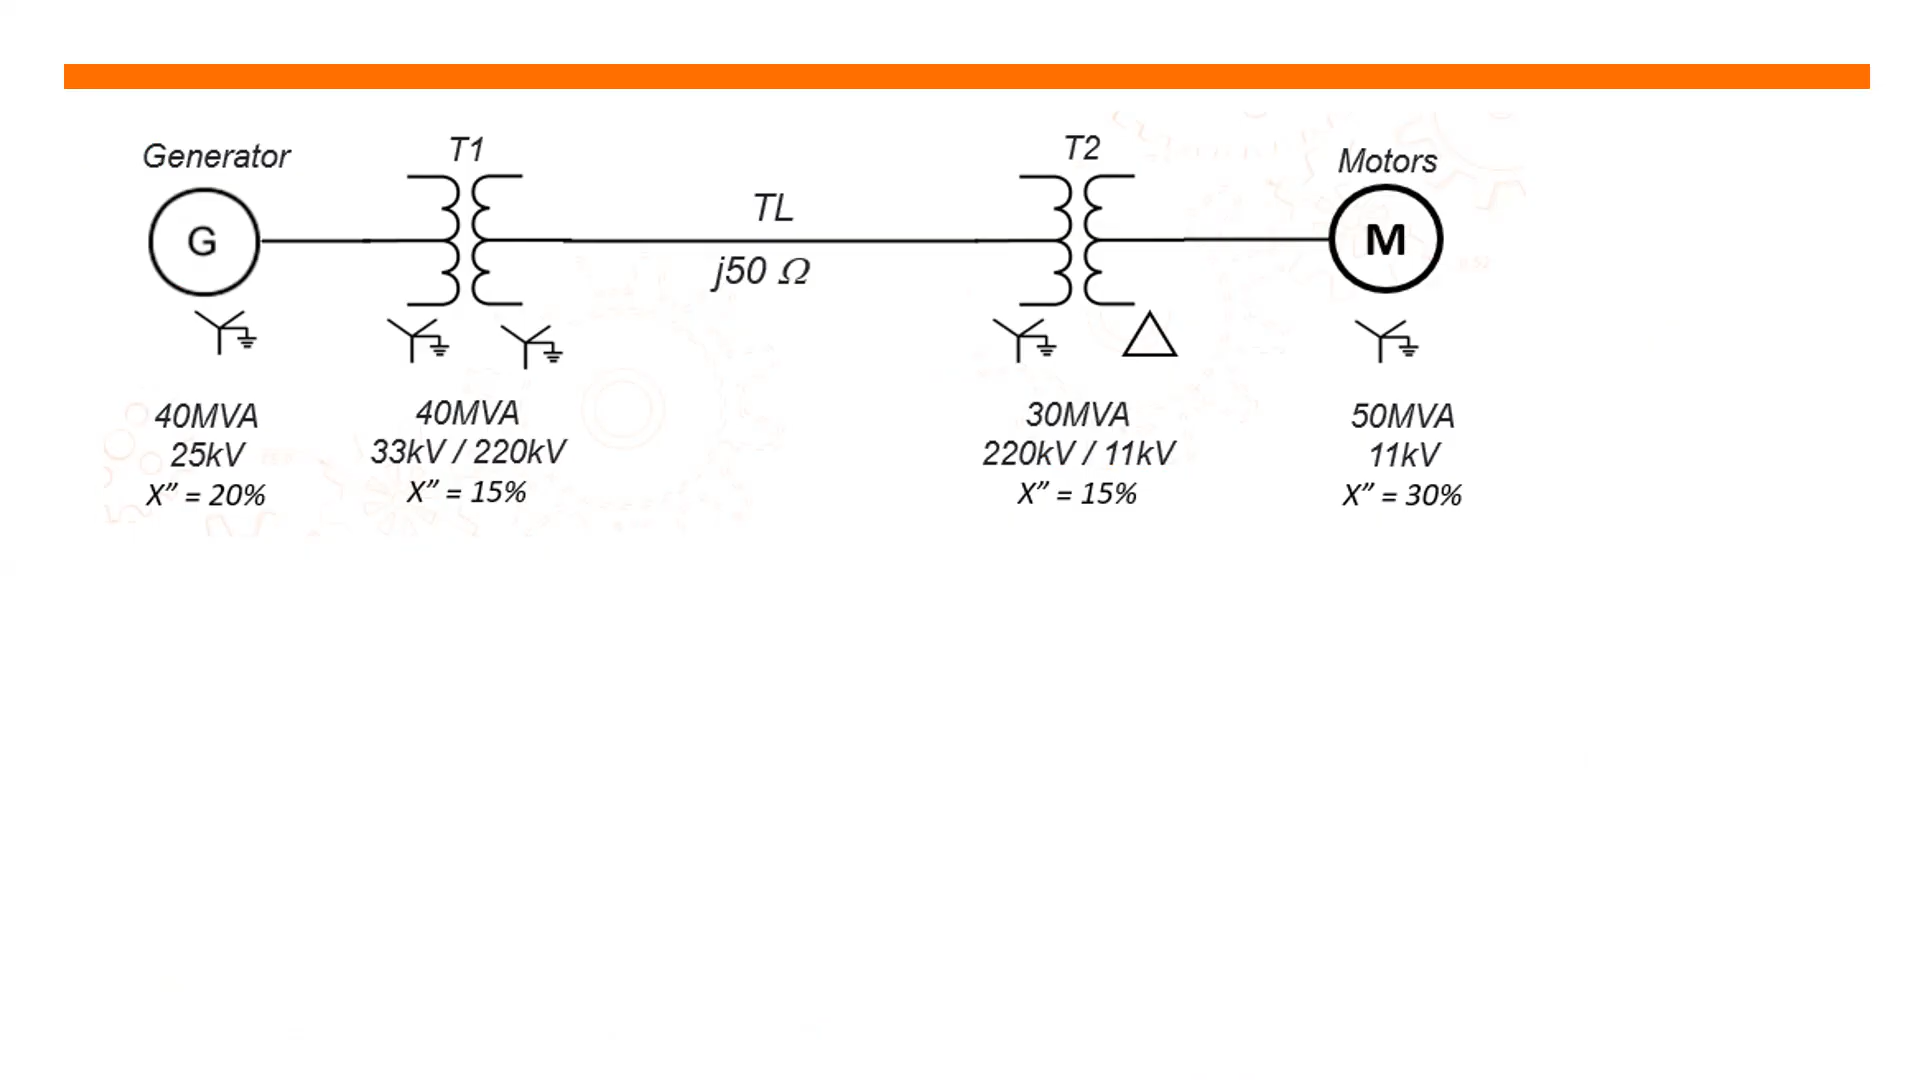 Generator
T1
T2
Motors
G
TL
j50 Ω
M
40MVA
25kV
X” = 20%
40MVA
33kV / 220kV
X” = 15%
30MVA
220kV / 11kV
X” = 15%
50MVA
11kV
X” = 30%